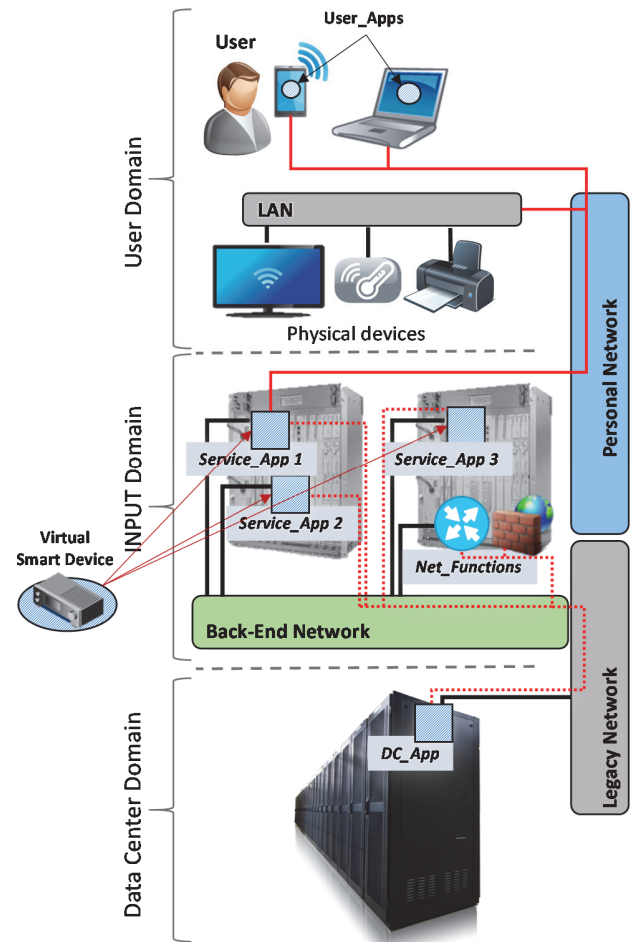 User_Apps
User
User Domain
LAN
Physical devices
Personal Network
INPUT Domain
Service_App 1
Service_App 3
Service_App 2
Virtual
Smart Device
Net_Functions
Back-End Network
Legacy Network
DC_App
Data Center Domain